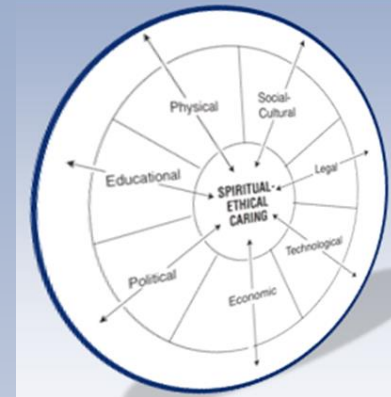 Physical
Social-
Cultural
Educational
Legal
SPIRITUAL-
ETHICAL
CARING
Political
Technological
Economic